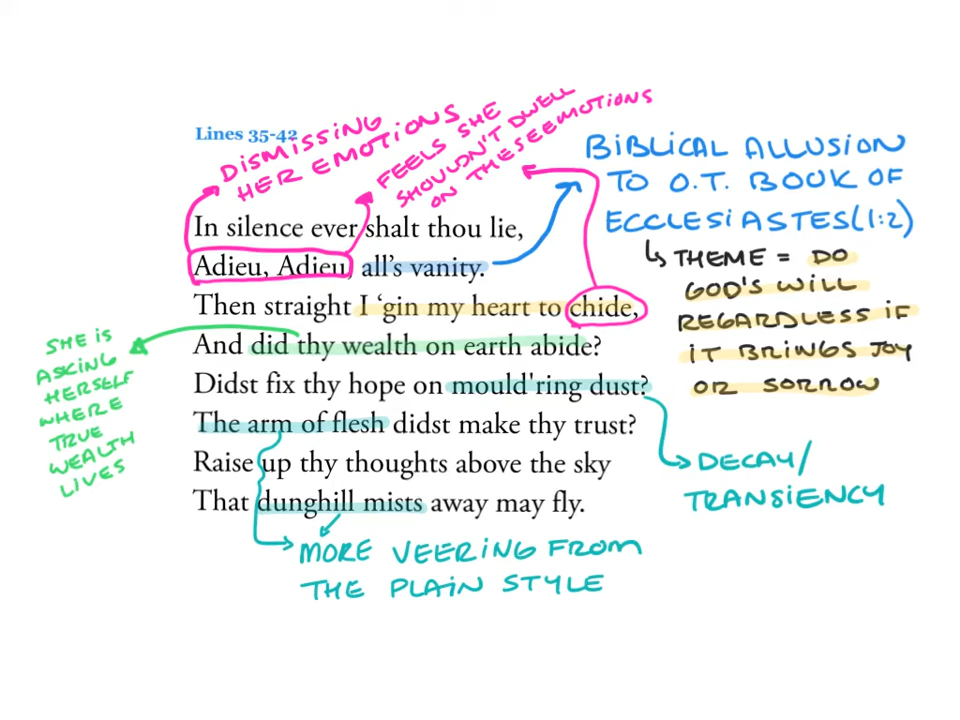 Lines 35-42
DISMISSING
HER EMOTIONS
FEELS SHE
SHOULDN'T DWELL
ON THESE EMOTIONS
BIBLICAL ALLUSION
TO O.T. BOOK OF
ECCLESIASTES (1:2)
↳ THEME = DO
GOD'S WILL
REGARDLESS IF
IT BRINGS JOY
OR SORROW
In silence ever shalt thou lie,
Adieu, Adieu, all's vanity.
Then straight I 'gin my heart to chide,
And did thy wealth on earth abide?
Didst fix thy hope on mould'ring dust?
The arm of flesh didst make thy trust?
Raise up thy thoughts above the sky
That dunghill mists away may fly.
SHE IS
ASKING
HERSELF
WHERE
TRUE
WEALTH
LIVES
DECAY/
TRANSIENCY
MORE VEERING FROM
THE PLAIN STYLE